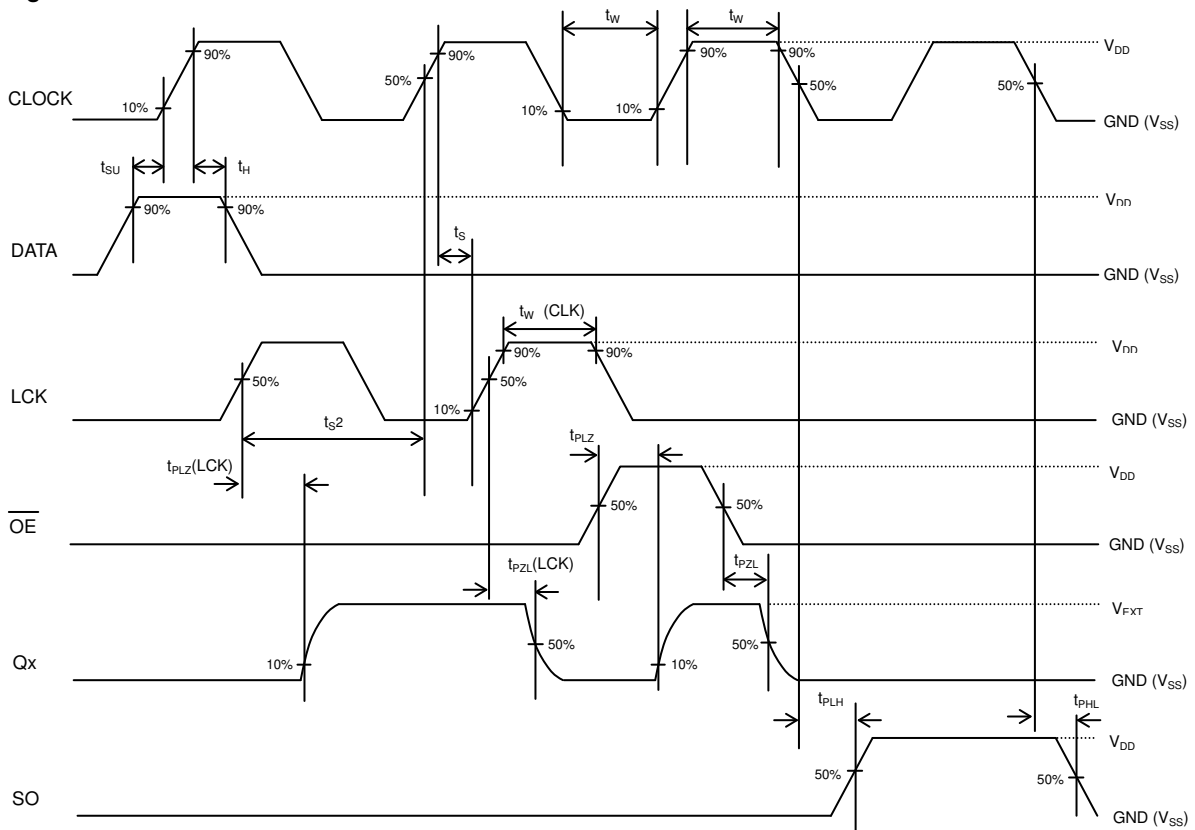 tW tW
VDD
90% 90% 90% 90%
50% 50% 50%
CLOCK
10% 10% 10%
GND (VSS)
tSU tH
VDD
90% 90%
DATA
tS
GND (VSS)
tW (CLK)
VDD
90% 90%
50% 50%
LCK
10%
GND (VSS)
tS2
tPLZ
tPLZ(LCK)
VDD
50% 50%
OE
GND (VSS)
tPZL(LCK) tPZL
VEXT
50% 50%
Qx
10% 10%
GND (VSS)
tPLH tPHL
VDD
50% 50%
SO
GND (VSS)